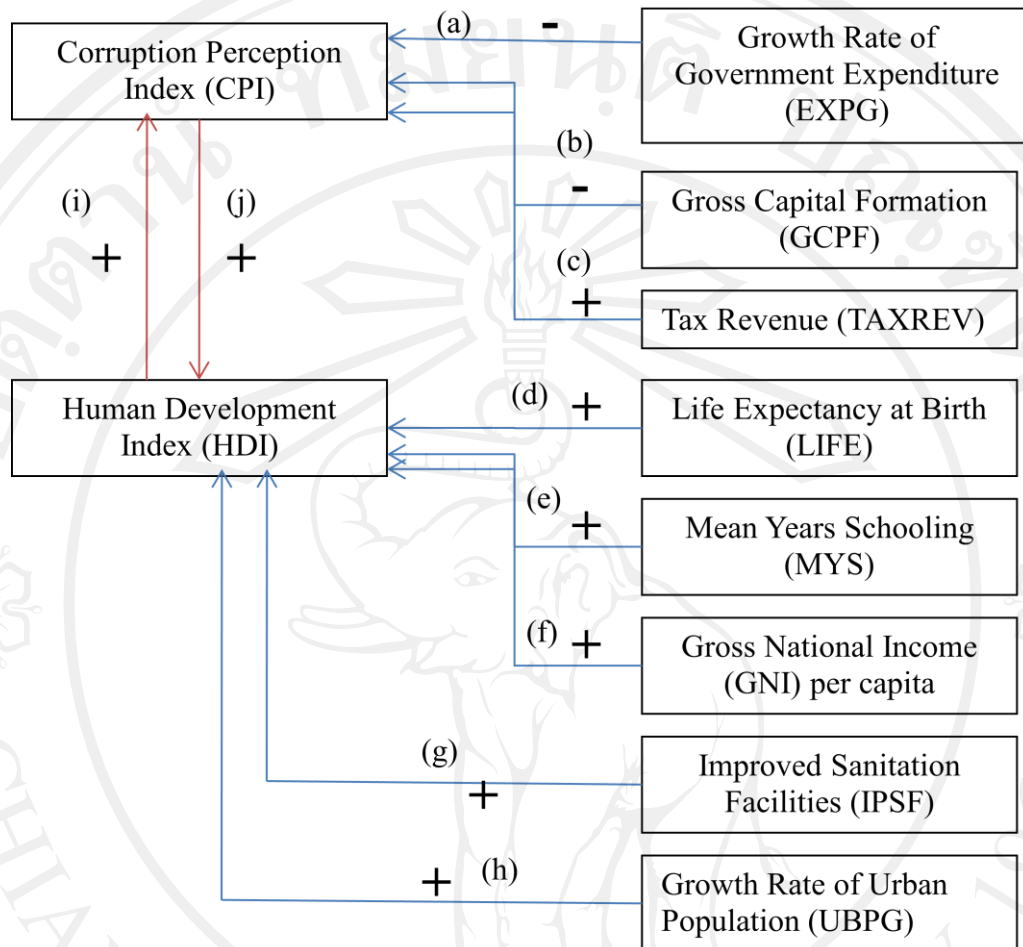 Corruption Perception
Index (CPI)
(a)
-
Growth Rate of
Government Expenditure
(EXPG)
(b)
-
Gross Capital Formation
(GCPF)
(c)
+
Tax Revenue (TAXREV)
(i)
+
(j)
+
Human Development
Index (HDI)
(d)
+
Life Expectancy at Birth
(LIFE)
(e)
+
Mean Years Schooling
(MYS)
(f)
+
Gross National Income
(GNI) per capita
(g)
+
Improved Sanitation
Facilities (IPSF)
(h)
+
Growth Rate of Urban
Population (UBPG)